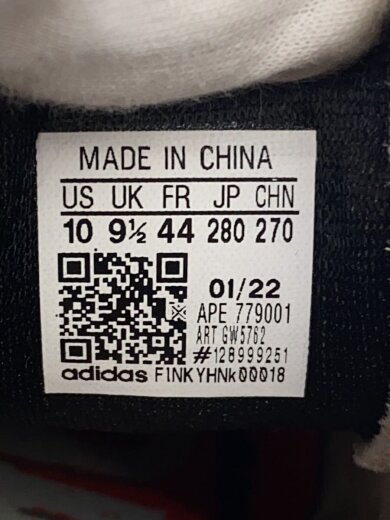 MADE IN CHINA
US UK FR JP CHN
10 9½ 44 280 270
01/22
APE 779001
ART GW5762
#128999251
adidas F1NKYHNk00018